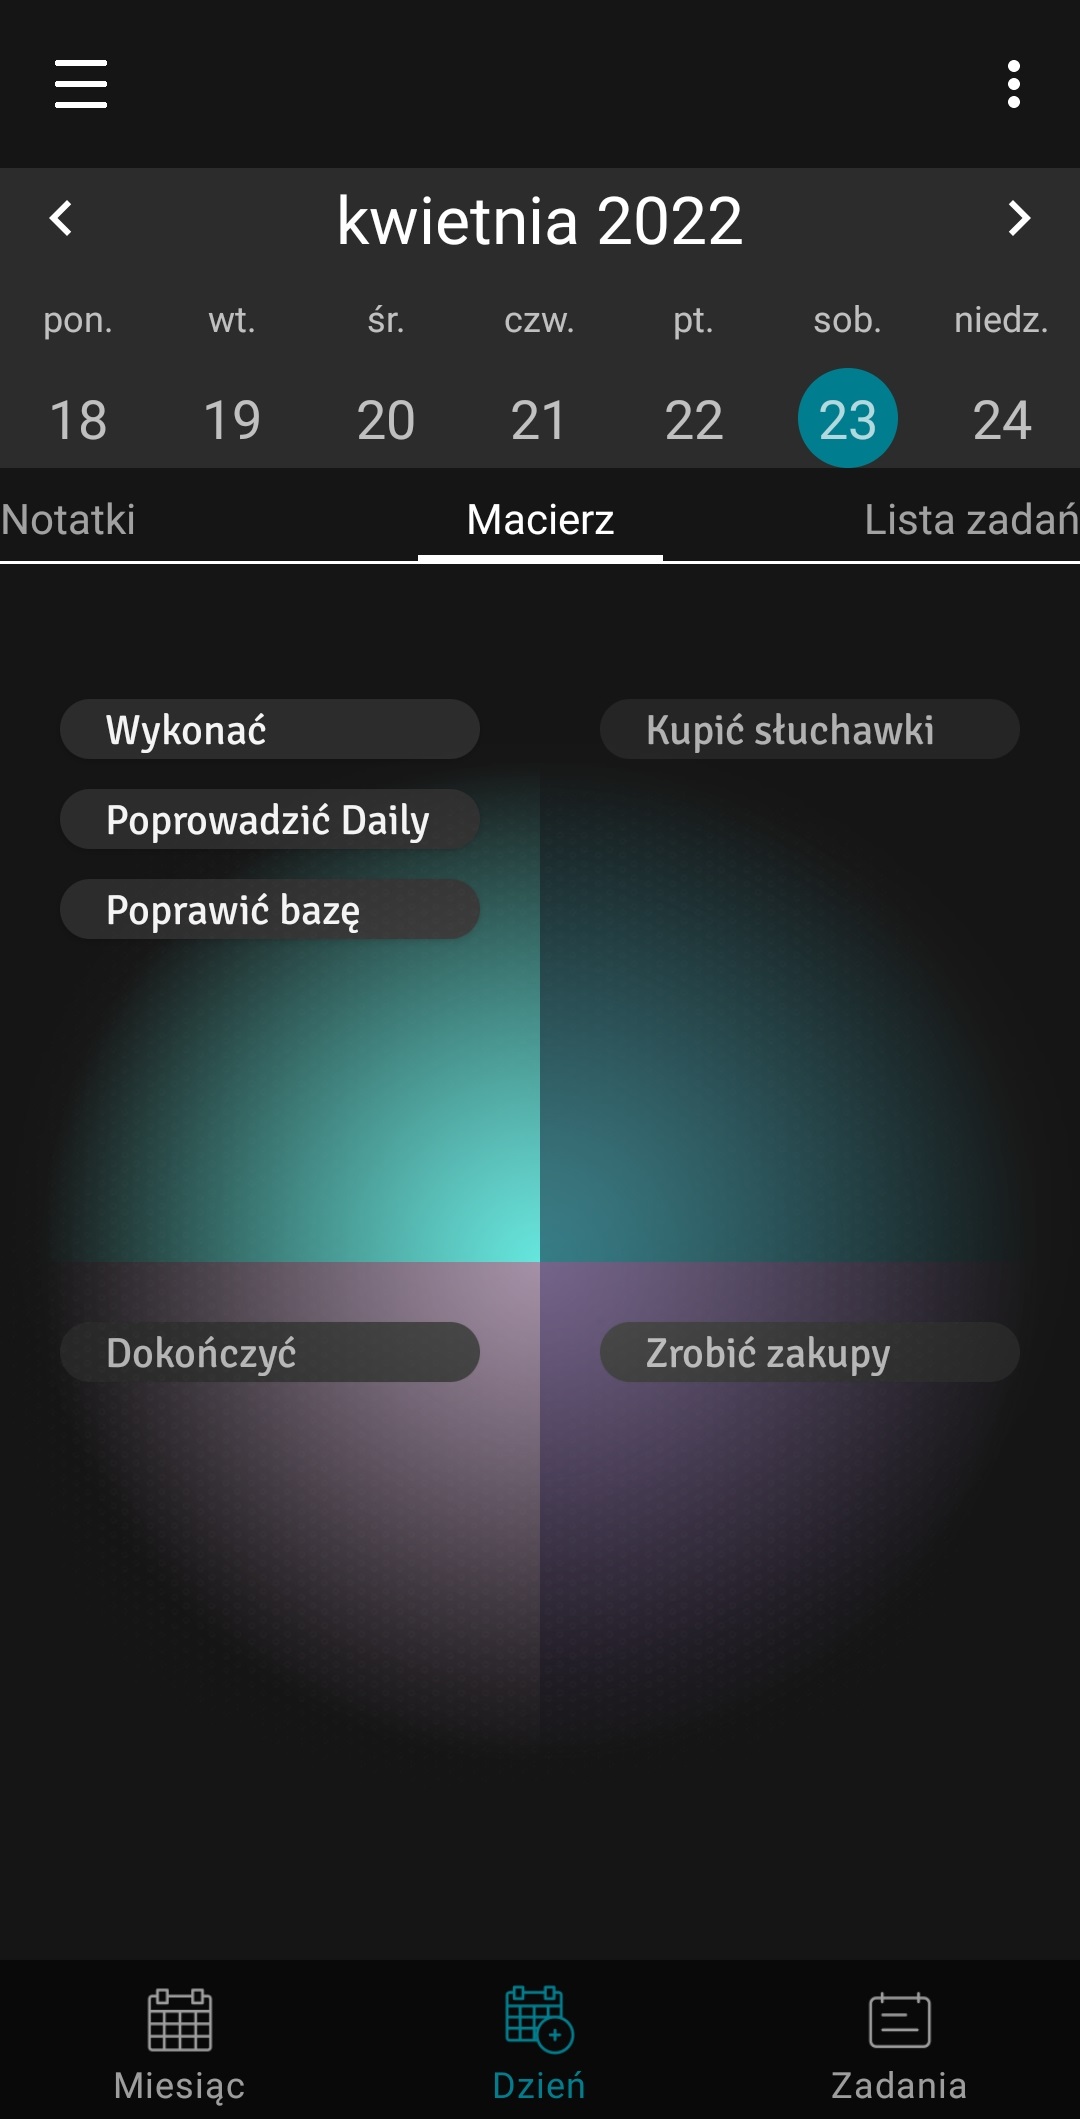 kwietnia 2022
pon. wt. śr. czw. pt. sob. niedz.
18 19 20 21 22 23 24
Notatki Macierz Lista zadań
Wykonać
Poprowadzić Daily
Poprawić bazę
Kupić słuchawki
Dokończyć
Zrobić zakupy
Miesiąc Dzień Zadania